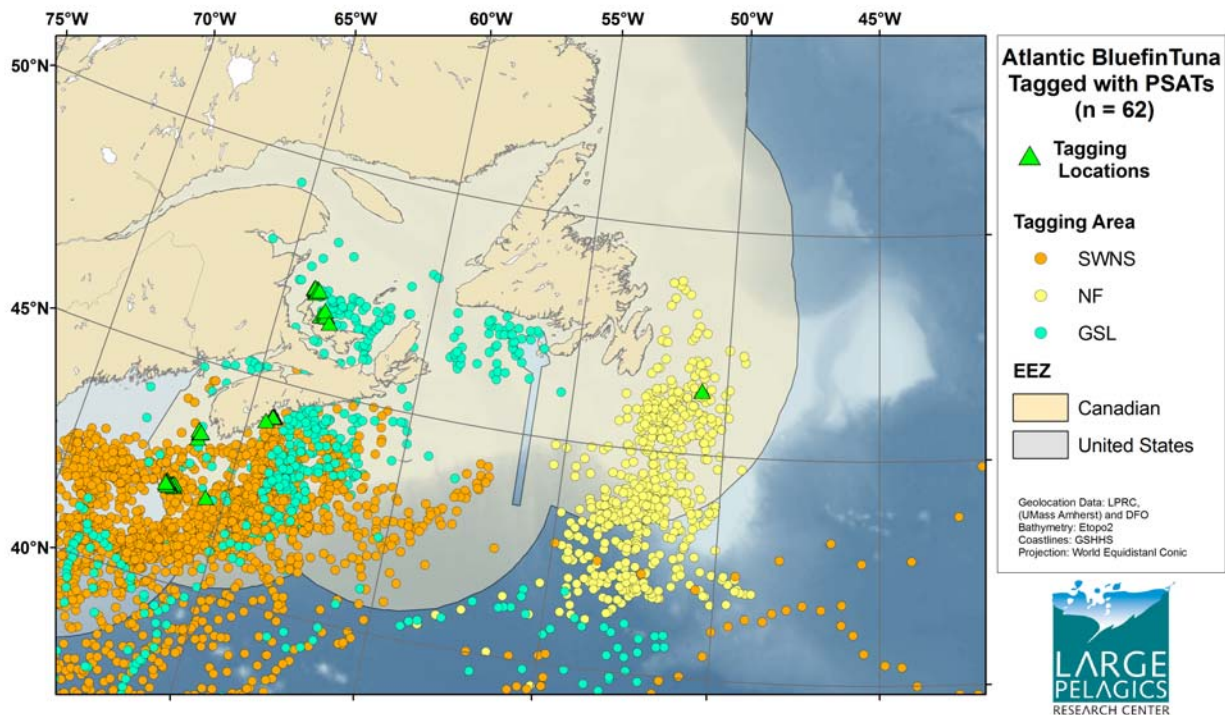 75°W 70°W 65°W 60°W 55°W 50°W 45°W
50°N
45°N
40°N
Atlantic BluefinTuna
Tagged with PSATs
(n = 62)
Tagging
Locations
Tagging Area
SWNS
NF
GSL
EEZ
Canadian
United States
Geolocation Data: LPRC,
(UMass Amherst) and DFO
Bathymetry: Etopo2
Coastlines: GSHHS
Projection: World Equidistanl Conic
LARGE
PELAGICS
RESEARCH CENTER